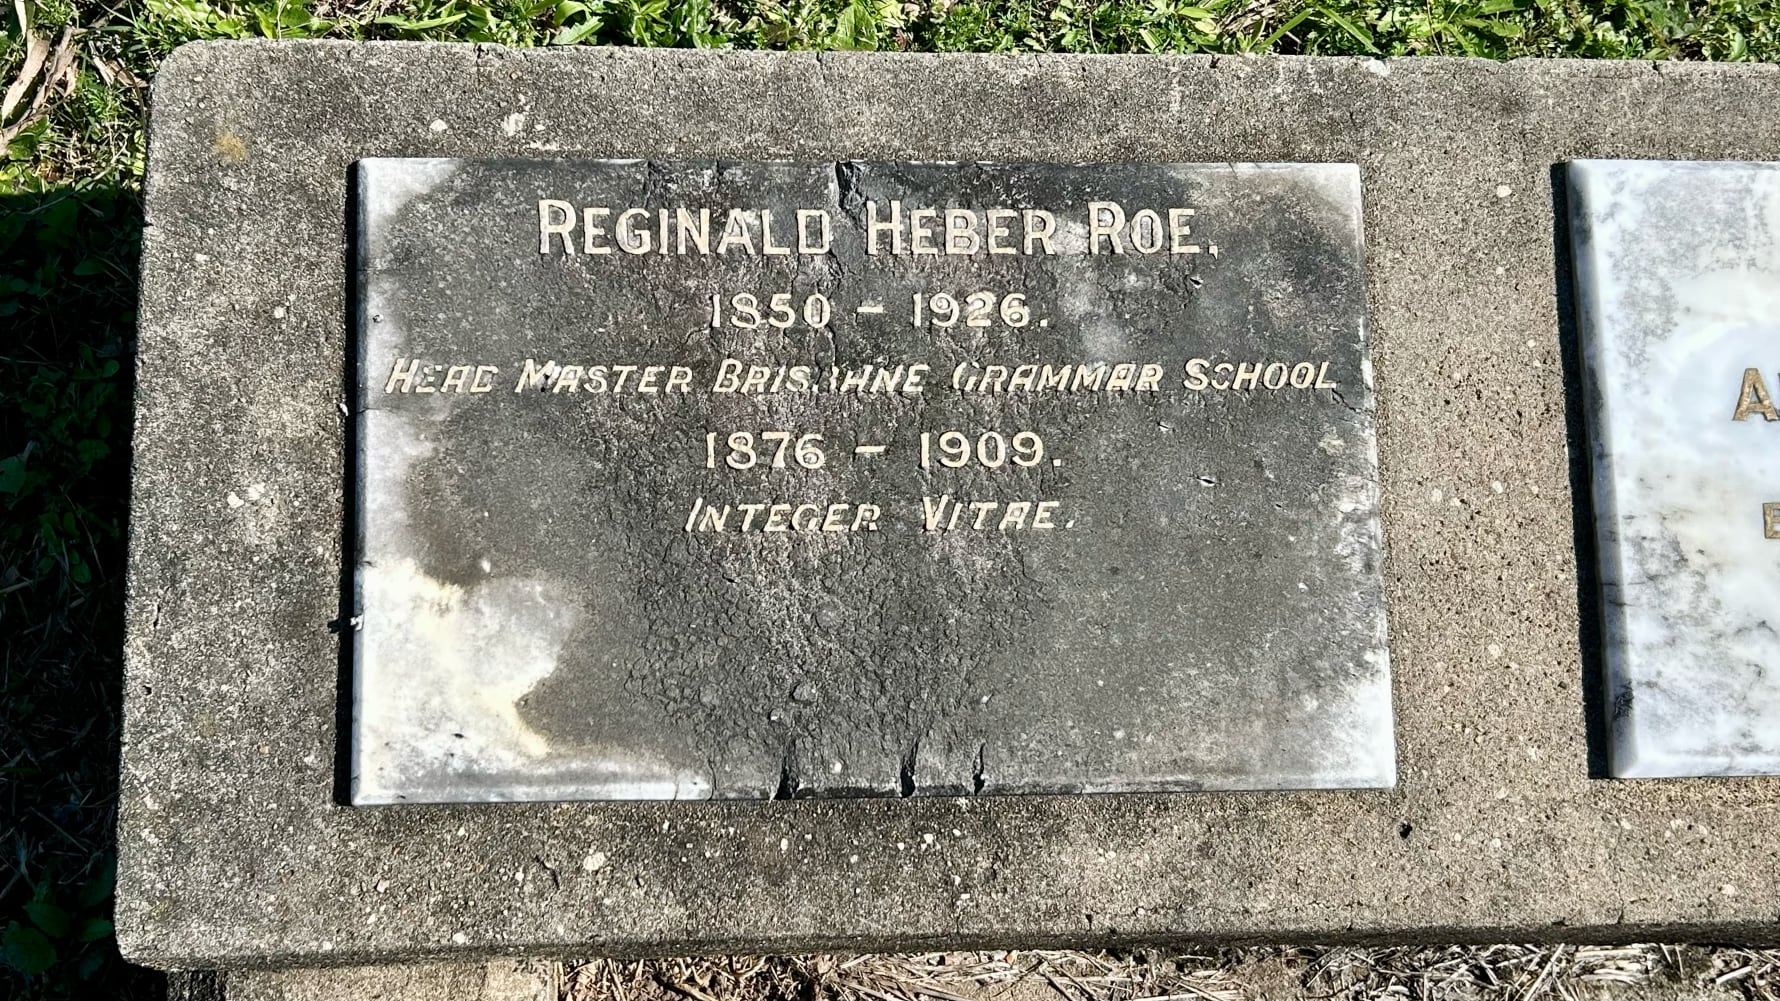 REGINALD HEBER ROE,
1850 – 1926.
HEAD MASTER BRISBANE GRAMMAR SCHOOL
1876 – 1909.
INTEGER VITAE.